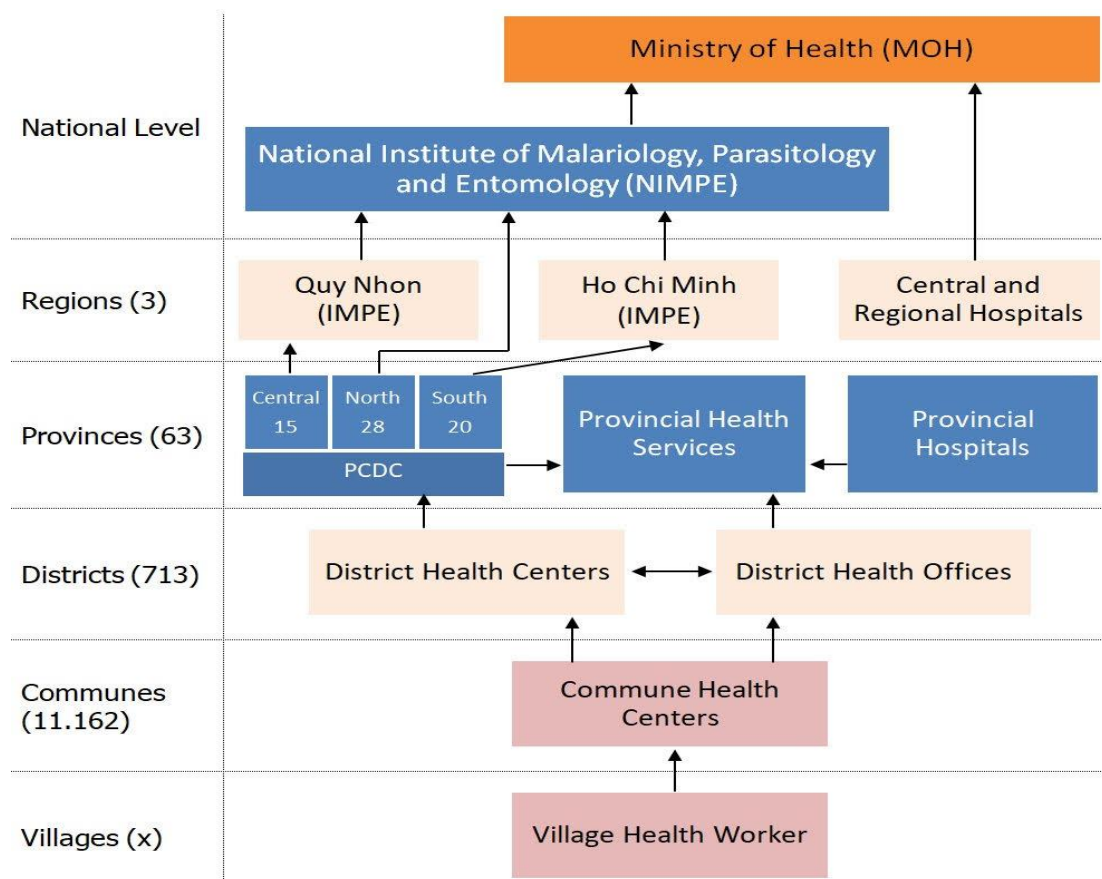 Ministry of Health (MOH)
National Level
National Institute of Malariology, Parasitology
and Entomology (NIMPE)
Regions (3)
Quy Nhon
(IMPE)
Ho Chi Minh
(IMPE)
Central and
Regional Hospitals
Provinces (63)
Central
15
North
28
South
20
PCDC
Provincial Health
Services
Provincial
Hospitals
Districts (713)
District Health Centers
District Health Offices
Communes
(11.162)
Commune Health
Centers
Villages (x)
Village Health Worker